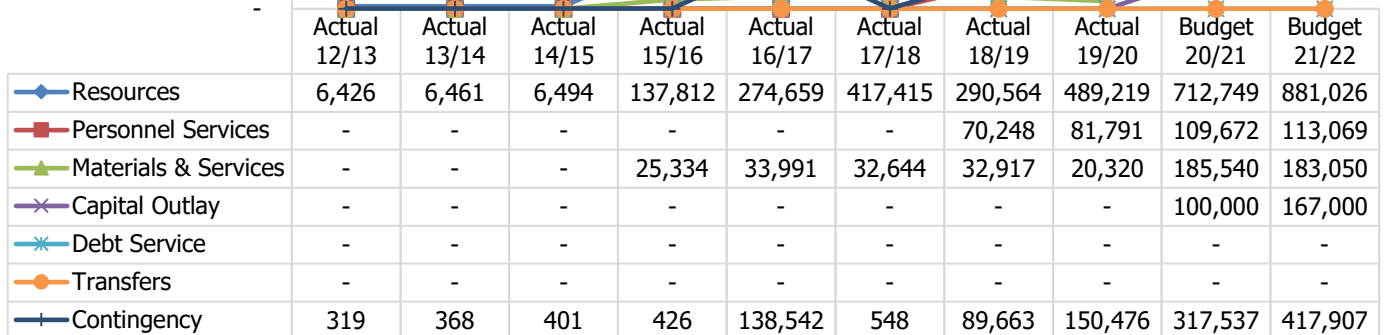 -
Actual Actual Actual Actual Actual Actual Actual Actual Budget Budget
12/13 13/14 14/15 15/16 16/17 17/18 18/19 19/20 20/21 21/22
Resources 6,426 6,461 6,494 137,812 274,659 417,415 290,564 489,219 712,749 881,026
Personnel Services - - - - - - 70,248 81,791 109,672 113,069
Materials & Services - - - 25,334 33,991 32,644 32,917 20,320 185,540 183,050
Capital Outlay - - - - - - - - 100,000 167,000
Debt Service - - - - - - - - - -
Transfers - - - - - - - - - -
Contingency 319 368 401 426 138,542 548 89,663 150,476 317,537 417,907